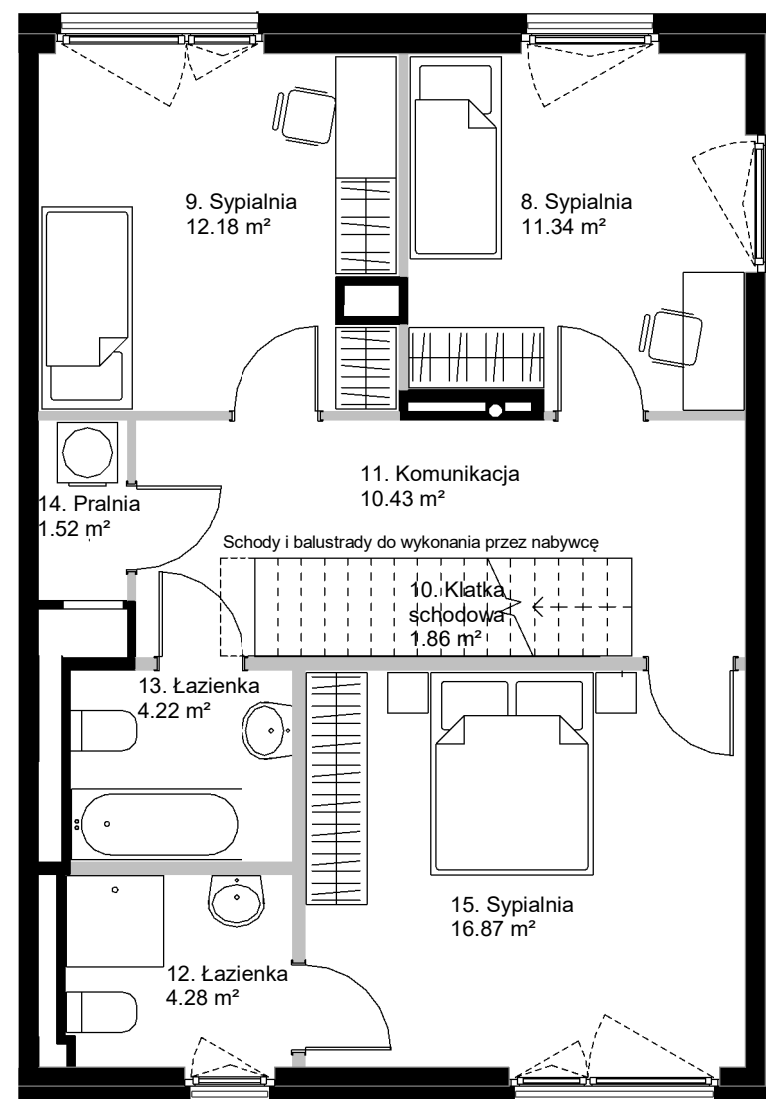 9. Sypialnia
12.18 m²
8. Sypialnia
11.34 m²
11. Komunikacja
10.43 m²
14. Pralnia
1.52 m²
Schody i balustrady do wykonania przez nabywcę
10. Klatka
schodowa
1.86 m²
13. Łazienka
4.22 m²
15. Sypialnia
16.87 m²
12. Łazienka
4.28 m²